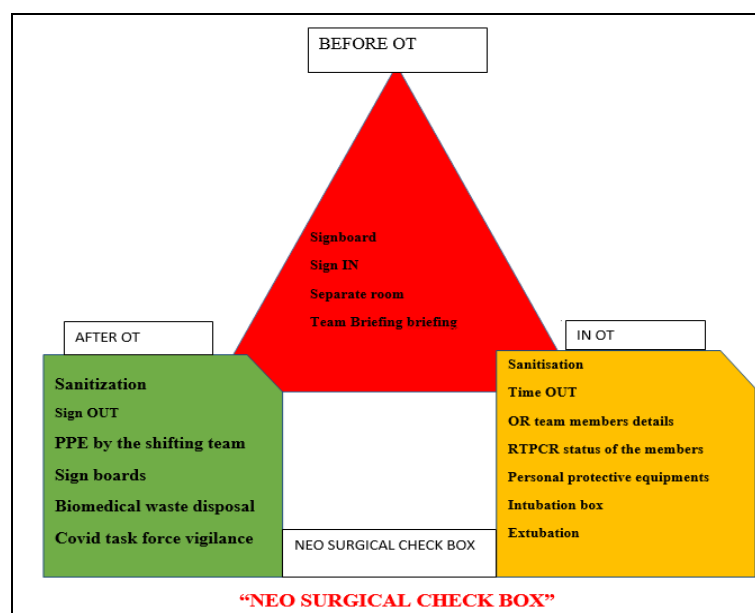 BEFORE OT
Signboard
Sign IN
Separate room
Team Briefing briefing
AFTER OT
Sanitization
Sign OUT
PPE by the shifting team
Sign boards
Biomedical waste disposal
Covid task force vigilance
IN OT
Sanitisation
Time OUT
OR team members details
RTPCR status of the members
Personal protective equipments
Intubation box
Extubation
NEO SURGICAL CHECK BOX
“NEO SURGICAL CHECK BOX”